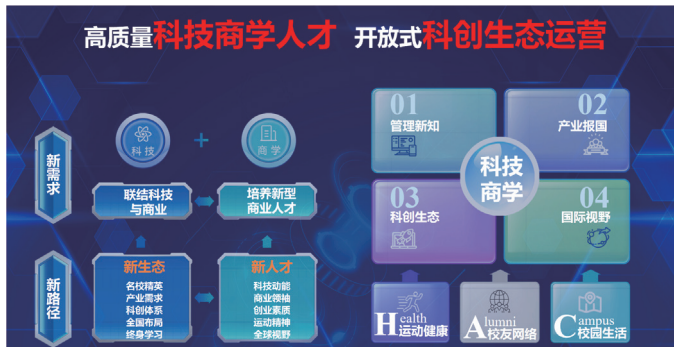 高质量科技商学人才 开放式科创生态运营
新需求
科技
+
商学
联结科技
与商业
培养新型
商业人才
新路径
新生态
名校精英
产业需求
科创体系
全国布局
终身学习
新人才
科技动能
商业领袖
创业素质
运动精神
全球视野
01
管理新知
02
产业报国
科技
商学
03
科创生态
04
国际视野
Health
运动健康
Alumni
校友网络
Campus
校园生活